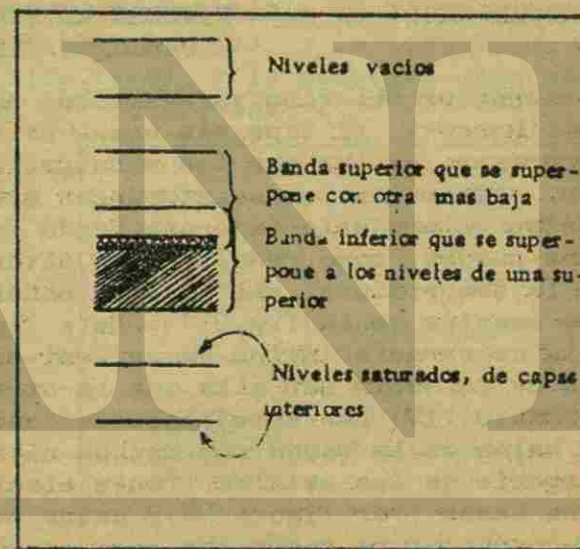 Niveles vacios
Banda superior que se super-
pone con otra mas baja
Banda inferior que se super-
pone a los niveles de una su-
perior
Niveles saturados, de capas
interiores